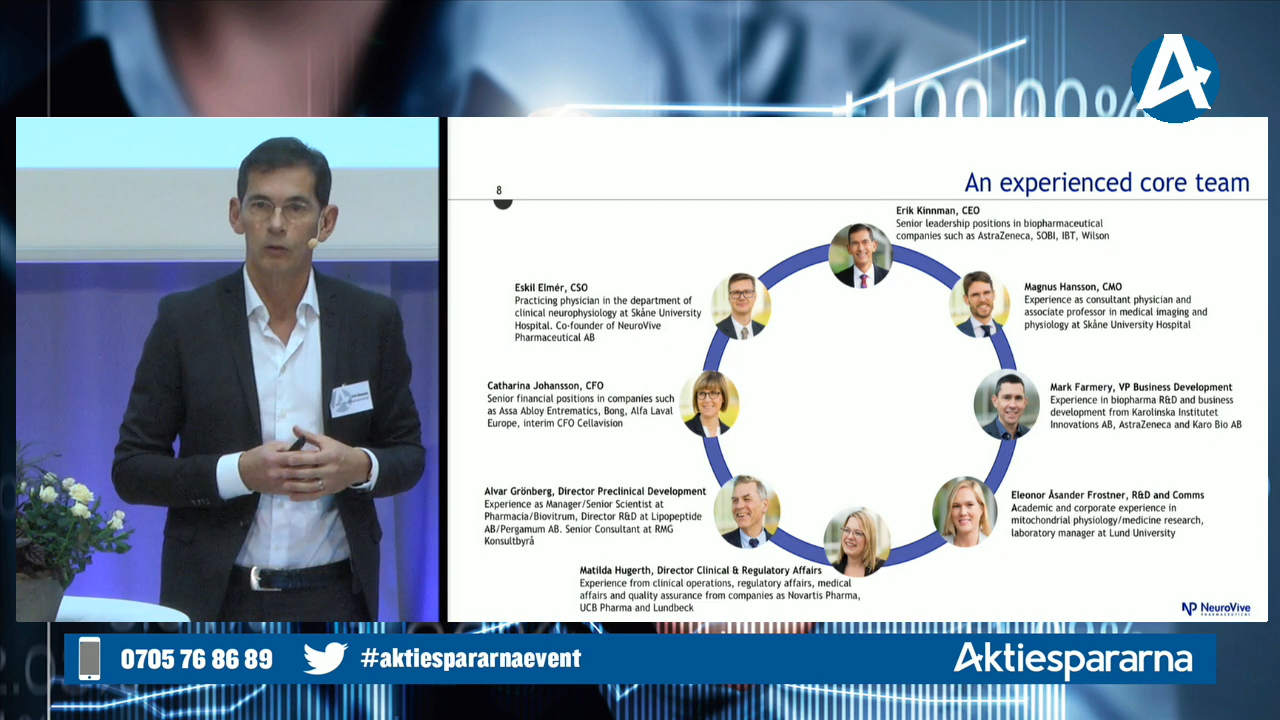 +100,00%
8
An experienced core team
Erik Kinnman, CEO
Senior leadership positions in biopharmaceutical
companies such as AstraZeneca, SOBI, IBT, Wilson
Eskil Elmér, CSO
Practicing physician in the department of
clinical neurophysiology at Skåne University
Hospital. Co-founder of NeuroVive
Pharmaceutical AB
Magnus Hansson, CMO
Experience as consultant physician and
associate professor in medical imaging and
physiology at Skåne University Hospital
Catharina Johansson, CFO
Senior financial positions in companies such
as Assa Abloy Entrematics, Bong, Alfa Laval
Europe, interim CFO Cellavision
Mark Farmery, VP Business Development
Experience in biopharma R&D and business
development from Karolinska Institutet
Innovations AB, AstraZeneca and Karo Bio AB
Alvar Grönberg, Director Preclinical Development
Experience as Manager/Senior Scientist at
Pharmacia/Biovitrum, Director R&D at Lipopeptide
AB/Pergamum AB. Senior Consultant at RMG
Konsultbyrå
Eleonor Åsander Frostner, R&D and Comms
Academic and corporate experience in
mitochondrial physiology/medicine research,
laboratory manager at Lund University
Matilda Hugerth, Director Clinical & Regulatory Affairs
Experience from clinical operations, regulatory affairs, medical
affairs and quality assurance from companies as Novartis Pharma,
UCB Pharma and Lundbeck
NP NeuroVive
PHARMACEUTICAL
0705 76 86 89
#aktiespararnaevent
Aktiespararna